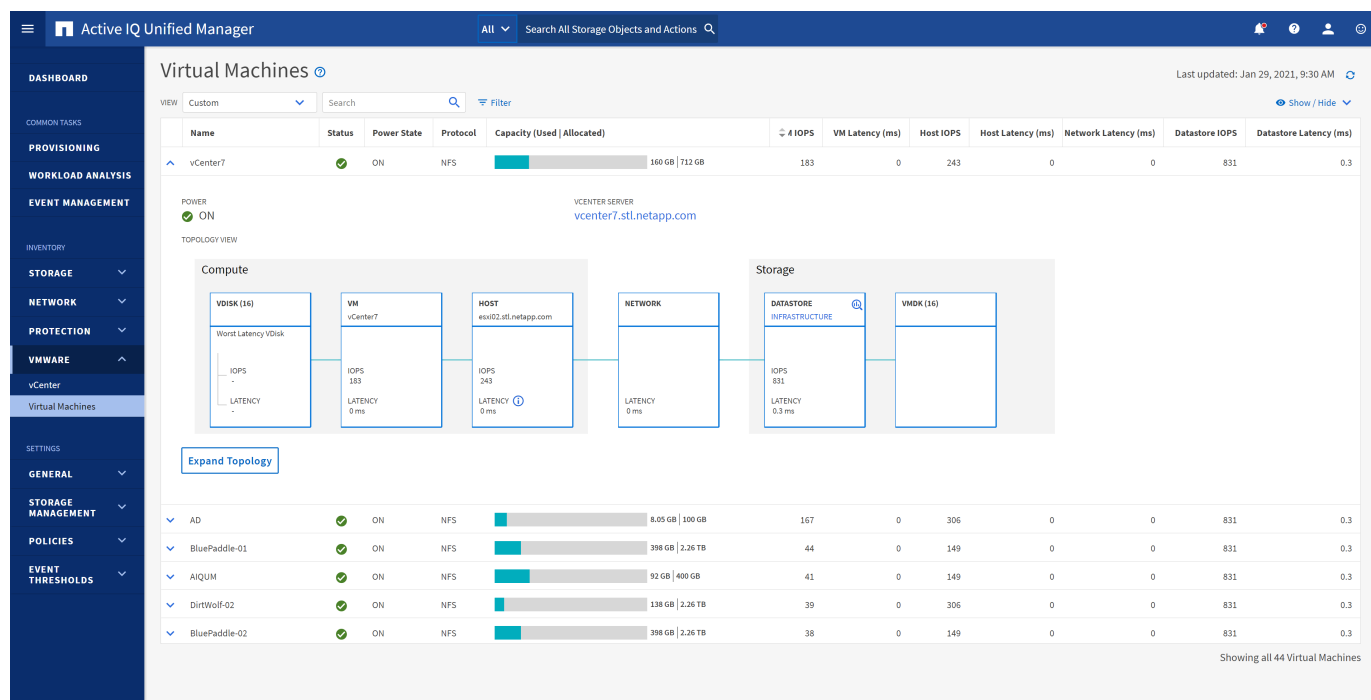 Active IQ Unified Manager
All
Search All Storage Objects and Actions
DASHBOARD
COMMON TASKS
PROVISIONING
WORKLOAD ANALYSIS
EVENT MANAGEMENT
INVENTORY
STORAGE
NETWORK
PROTECTION
VMWARE
vCenter
Virtual Machines
SETTINGS
GENERAL
STORAGE
MANAGEMENT
POLICIES
EVENT
THRESHOLDS
Virtual Machines
Last updated: Jan 29, 2021, 9:30 AM
VIEW Custom Search Filter Show / Hide
Name Status Power State Protocol Capacity (Used | Allocated) IOPS VM Latency (ms) Host IOPS Host Latency (ms) Network Latency (ms) Datastore IOPS Datastore Latency (ms)
vCenter7 ON NFS 160 GB | 712 GB 183 0 243 0 0 831 0.3
POWER
ON
VCENTER SERVER
vcenter7.stl.netapp.com
TOPOLOGY VIEW
Compute
VDISK (16)
Worst Latency VDisk
IOPS
-
LATENCY
-
VM
vCenter7
IOPS
183
LATENCY
0 ms
HOST
esxi02.stl.netapp.com
IOPS
243
LATENCY
0 ms
NETWORK
LATENCY
0 ms
Storage
DATASTORE
INFRASTRUCTURE
IOPS
831
LATENCY
0.3 ms
VMDK (16)
Expand Topology
AD ON NFS 8.05 GB | 100 GB 167 0 306 0 0 831 0.3
BluePaddle-01 ON NFS 398 GB | 2.26 TB 44 0 149 0 0 831 0.3
AIQUM ON NFS 92 GB | 400 GB 41 0 149 0 0 831 0.3
DirtWolf-02 ON NFS 138 GB | 2.26 TB 39 0 306 0 0 831 0.3
BluePaddle-02 ON NFS 398 GB | 2.26 TB 38 0 149 0 0 831 0.3
Showing all 44 Virtual Machines